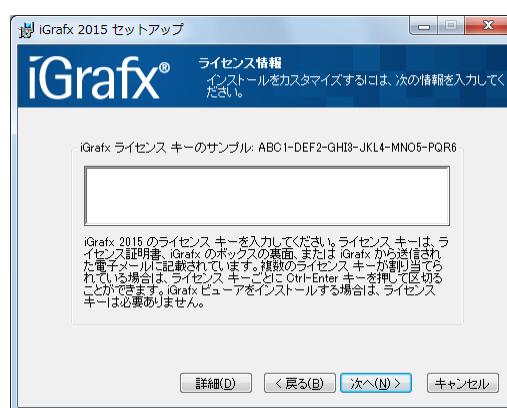 iGrafx 2015 セットアップ
iGrafx®
ライセンス情報
インストールをカスタマイズするには、次の情報を入力してく
ださい。
iGrafx ライセンス キーのサンプル: ABC1-DEF2-GHI3-JKL4-MNO5-PQR6
iGrafx 2015 のライセンス キーを入力してください。ライセンス キーは、ラ
イセンス証明書、iGrafx のボックスの裏面、または iGrafx から送信され
た電子メールに記載されています。複数のライセンス キーが割り当てら
れている場合は、ライセンス キーごとに Ctrl-Enter キーを押して区切る
ことができます。iGrafx ビューアをインストールする場合は、ライセンス
キーは必要ありません。
詳細(D) < 戻る(B) 次へ(N) > キャンセル